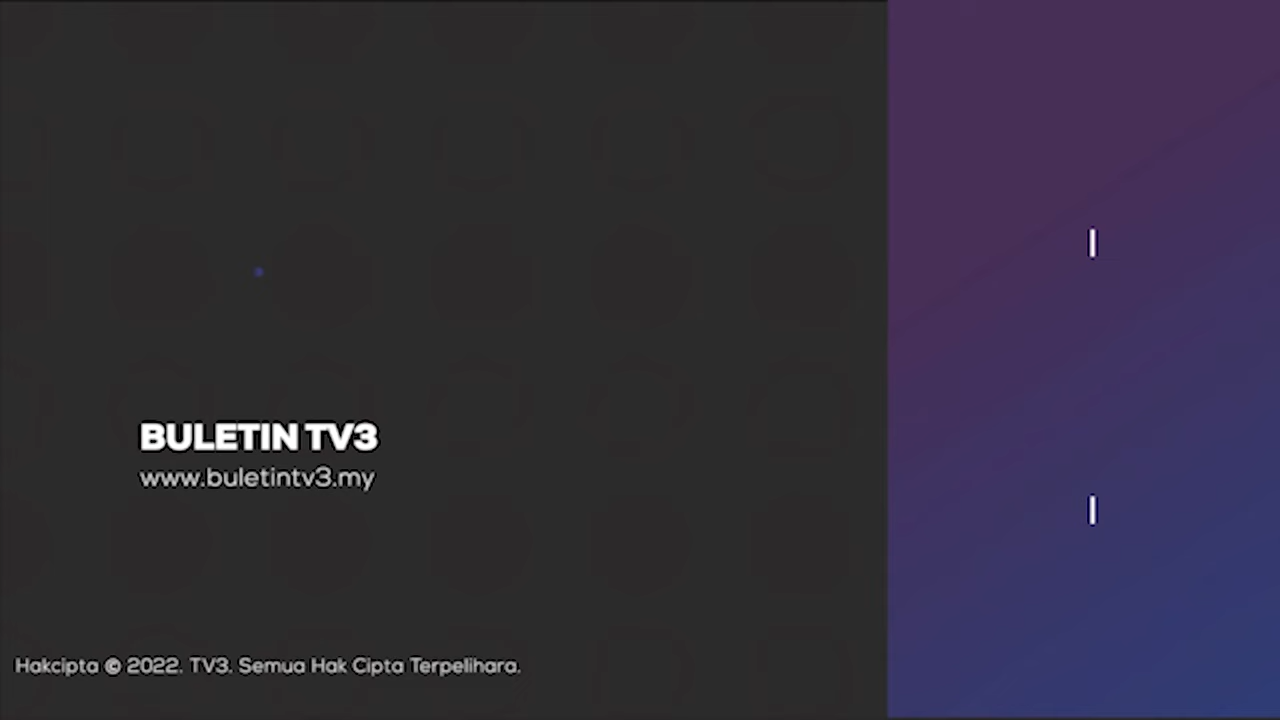 BULETIN TV3
www.buletintv3.my
Hakcipta © 2022. TV3. Semua Hak Cipta Terpelihara.